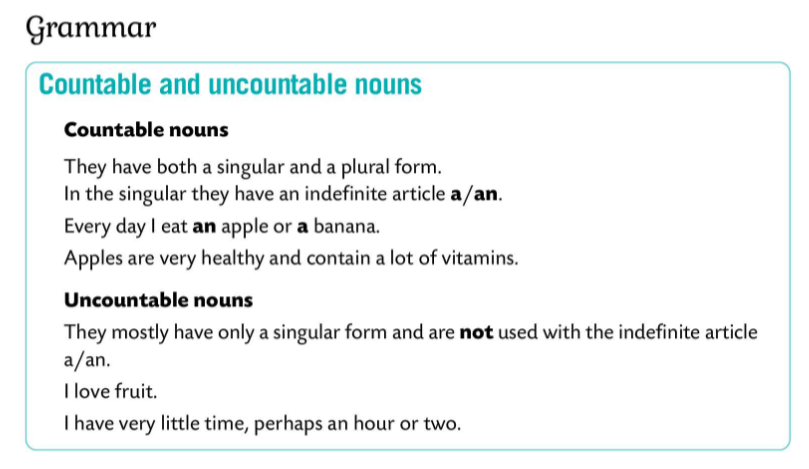 Grammar
Countable and uncountable nouns
Countable nouns
They have both a singular and a plural form.
In the singular they have an indefinite article a/an.
Every day I eat an apple or a banana.
Apples are very healthy and contain a lot of vitamins.
Uncountable nouns
They mostly have only a singular form and are not used with the indefinite article
a/an.
I love fruit.
I have very little time, perhaps an hour or two.